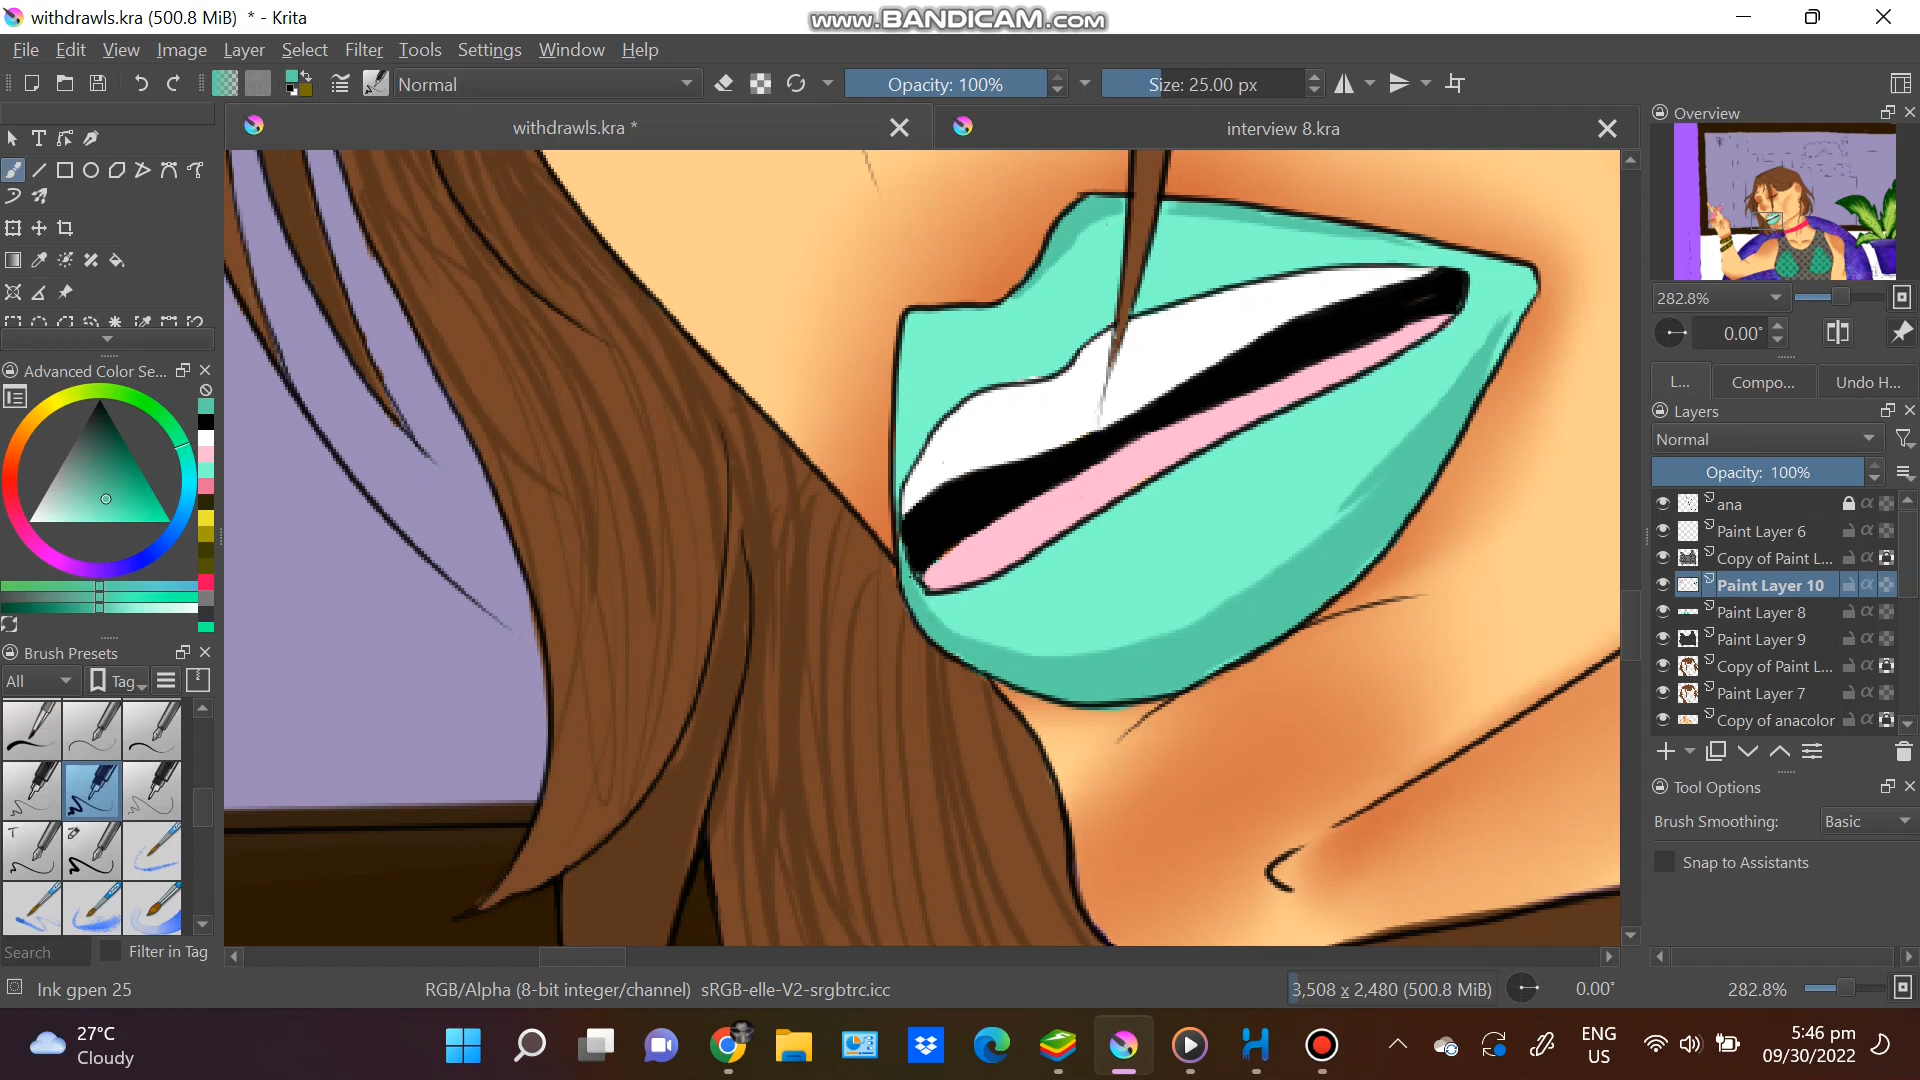 withdrawls.kra (500.8 MiB) * - Krita
www.BANDICAM.com
File Edit View Image Layer Select Filter Tools Settings Window Help
Normal
Opacity: 100%
Size: 25.00 px
withdrawls.kra *
interview 8.kra
Overview
282.8%
0.00°
Advanced Color Se...
L...
Compo...
Undo H...
Layers
Normal
Opacity: 100%
ana
Paint Layer 6
Copy of Paint L...
Paint Layer 10
Paint Layer 8
Paint Layer 9
Copy of Paint L...
Paint Layer 7
Copy of anacolor
Brush Presets
All
Tag
Tool Options
Brush Smoothing:
Basic
Snap to Assistants
Search
Filter in Tag
Ink gpen 25
RGB/Alpha (8-bit integer/channel) sRGB-elle-V2-srgbtrc.icc
3,508 x 2,480 (500.8 MiB)
0.00°
282.8%
27°C
Cloudy
ENG
US
5:46 pm
09/30/2022